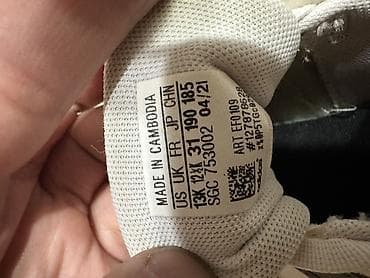 MADE IN CAMBODIA
US UK FR JP CHN
13K 12½K 31 190 185
SGC 753002 04/21
ART EF0109